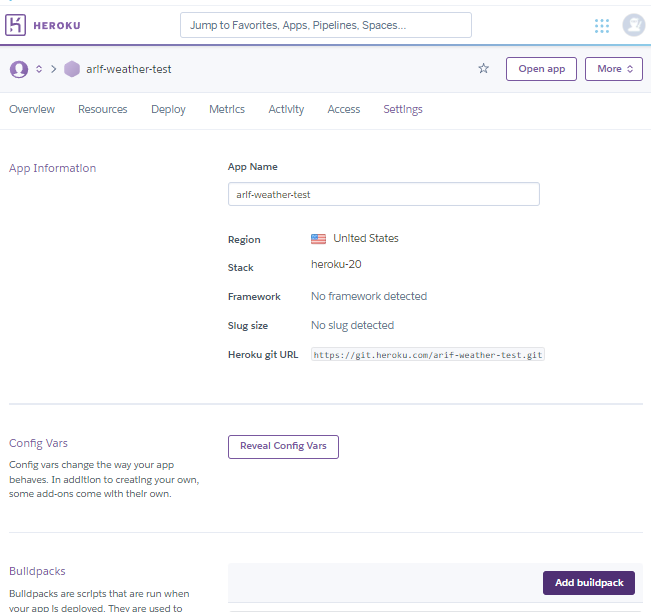 HEROKU
Jump to Favorites, Apps, Pipelines, Spaces...
arif-weather-test
Open app
More
Overview Resources Deploy Metrics Activity Access Settings
App Information
App Name
arif-weather-test
Region United States
Stack heroku-20
Framework No framework detected
Slug size No slug detected
Heroku git URL https://git.heroku.com/arif-weather-test.git
Config Vars
Reveal Config Vars
Config vars change the way your app
behaves. In addition to creating your own,
some add-ons come with their own.
Buildpacks
Add buildpack
Buildpacks are scripts that are run when
your app is deployed. They are used to